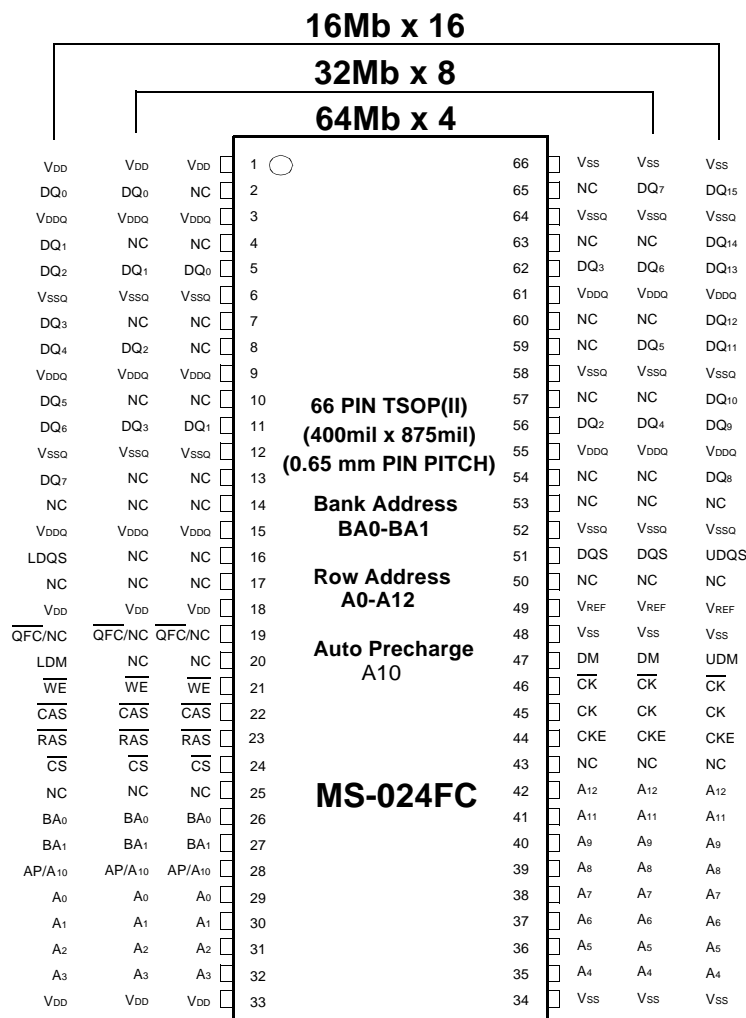 16Mb x 16
32Mb x 8
64Mb x 4
VDD VDD VDD 1 66 VSS VSS VSS
DQ0 DQ0 NC 2 65 NC DQ7 DQ15
VDDQ VDDQ VDDQ 3 64 VSSQ VSSQ VSSQ
DQ1 NC NC 4 63 NC NC DQ14
DQ2 DQ1 DQ0 5 62 DQ3 DQ6 DQ13
VSSQ VSSQ VSSQ 6 61 VDDQ VDDQ VDDQ
DQ3 NC NC 7 60 NC NC DQ12
DQ4 DQ2 NC 8 59 NC DQ5 DQ11
VDDQ VDDQ VDDQ 9 58 VSSQ VSSQ VSSQ
DQ5 NC NC 10 57 NC NC DQ10
66 PIN TSOP(II)
DQ6 DQ3 DQ1 11 56 DQ2 DQ4 DQ9
(400mil x 875mil)
VSSQ VSSQ VSSQ 12 55 VDDQ VDDQ VDDQ
(0.65 mm PIN PITCH)
DQ7 NC NC 13 54 NC NC DQ8
NC NC NC 14 Bank Address 53 NC NC NC
VDDQ VDDQ VDDQ 15 BA0-BA1 52 VSSQ VSSQ VSSQ
LDQS NC NC 16 51 DQS DQS UDQS
NC NC NC 17 Row Address 50 NC NC NC
VDD VDD VDD 18 A0-A12 49 VREF VREF VREF
QFC/NC QFC/NC QFC/NC 19 48 VSS VSS VSS
Auto Precharge
LDM NC NC 20 A10 47 DM DM UDM
WE WE WE 21 46 CK CK CK
CAS CAS CAS 22 45 CK CK CK
RAS RAS RAS 23 44 CKE CKE CKE
CS CS CS 24 43 NC NC NC
NC NC NC 25 MS-024FC 42 A12 A12 A12
BA0 BA0 BA0 26 41 A11 A11 A11
BA1 BA1 BA1 27 40 A9 A9 A9
AP/A10 AP/A10 AP/A10 28 39 A8 A8 A8
A0 A0 A0 29 38 A7 A7 A7
A1 A1 A1 30 37 A6 A6 A6
A2 A2 A2 31 36 A5 A5 A5
A3 A3 A3 32 35 A4 A4 A4
VDD VDD VDD 33 34 VSS VSS VSS